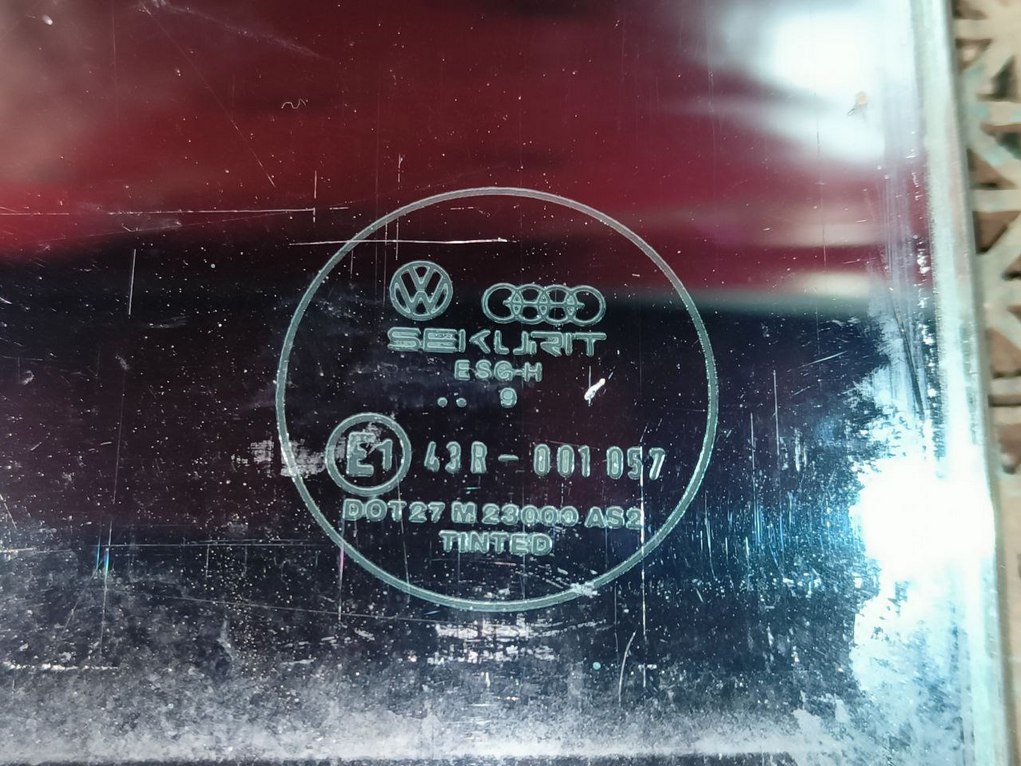 SEKURIT
ESG-H
.. 9
E1 43R-001057
DOT27 M 23000 AS2
TINTED